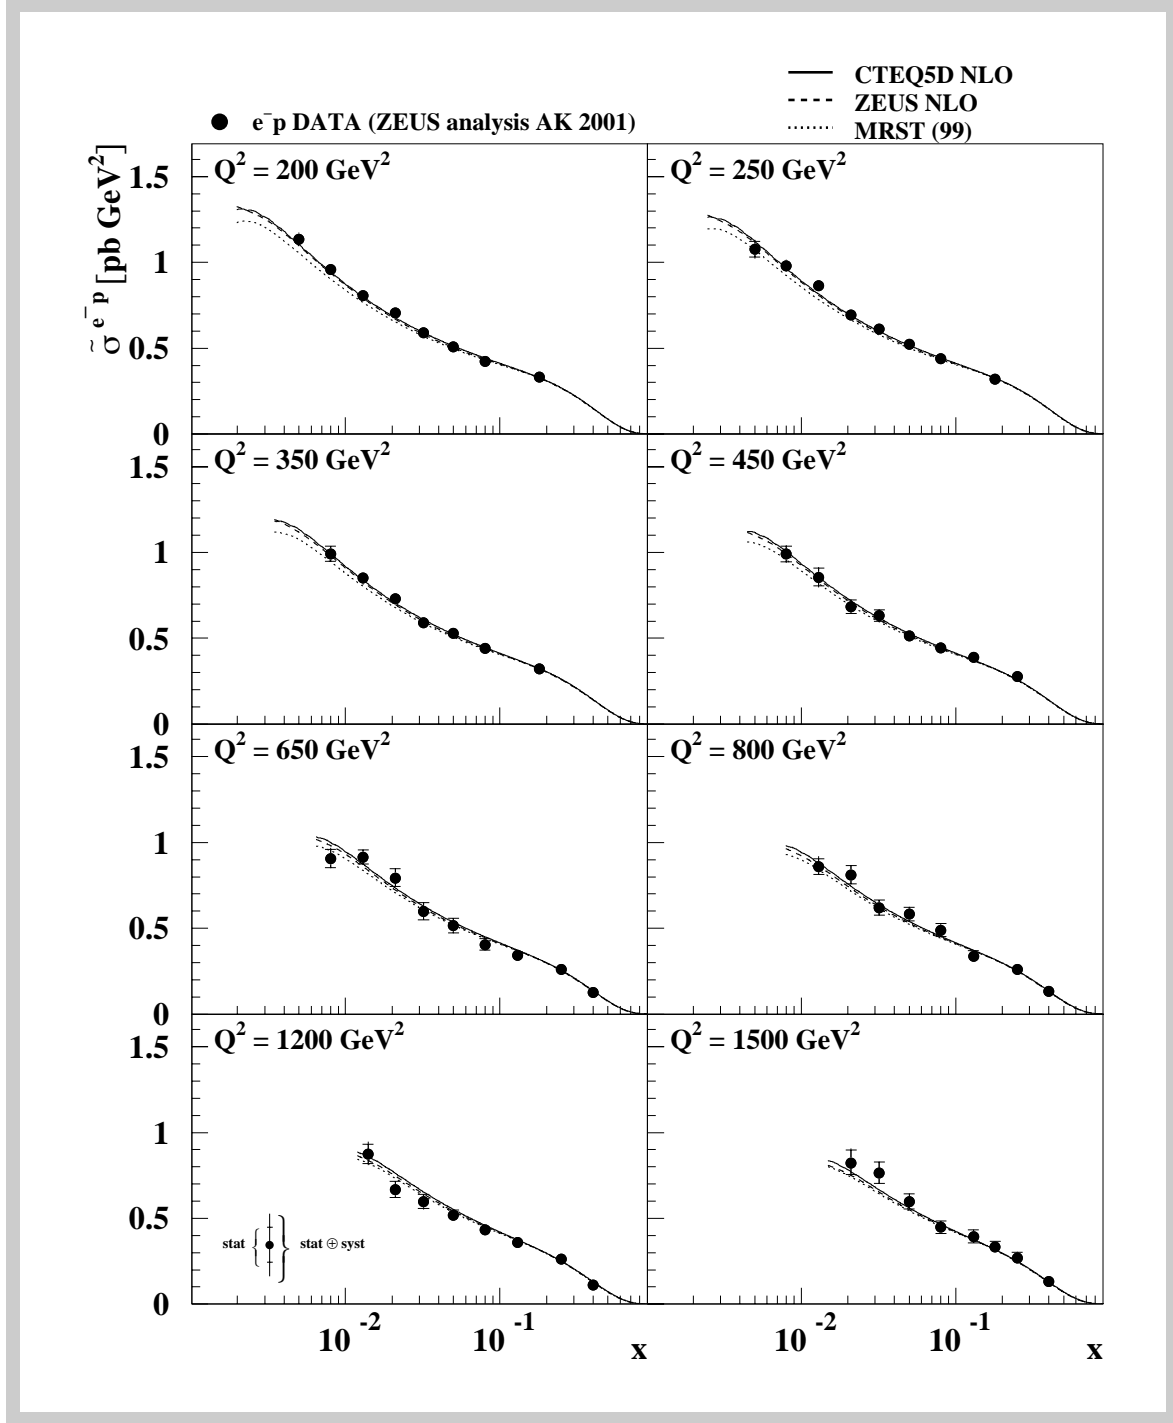 CTEQ5D NLO
ZEUS NLO
e⁻p DATA (ZEUS analysis AK 2001)
MRST (99)
σ̃ e⁻p [pb GeV²]
Q² = 200 GeV²
Q² = 250 GeV²
1.5
1
0.5
0
Q² = 350 GeV²
Q² = 450 GeV²
1.5
1
0.5
0
Q² = 650 GeV²
Q² = 800 GeV²
1.5
1
0.5
0
Q² = 1200 GeV²
Q² = 1500 GeV²
1.5
1
0.5
stat { } stat ⊕ syst
0
10⁻² 10⁻¹ x
10⁻² 10⁻¹ x